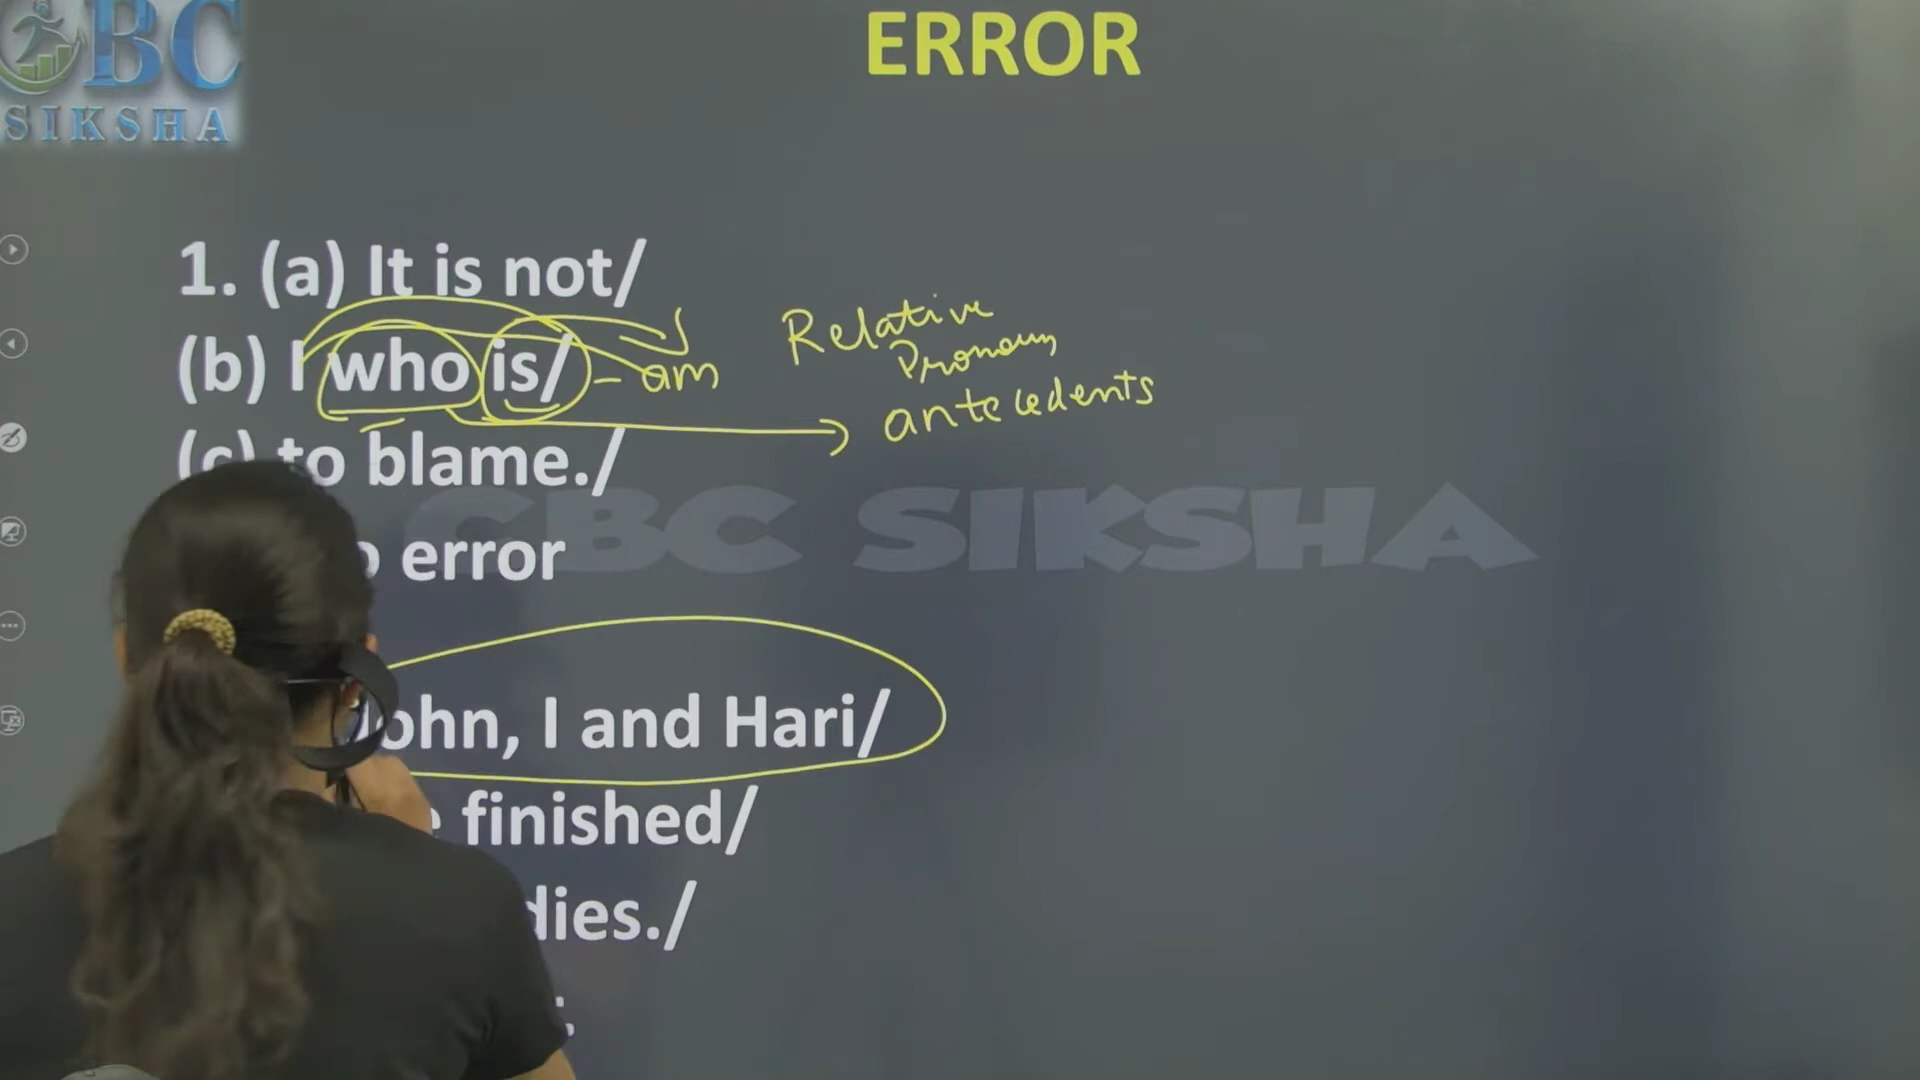 CBC
SIKSHA
ERROR
1. (a) It is not/
(b) I who is/ - am
Relative
Pronoun
antecedents
(c) to blame./
error
CBC SIKSHA
John, I and Hari/
finished/